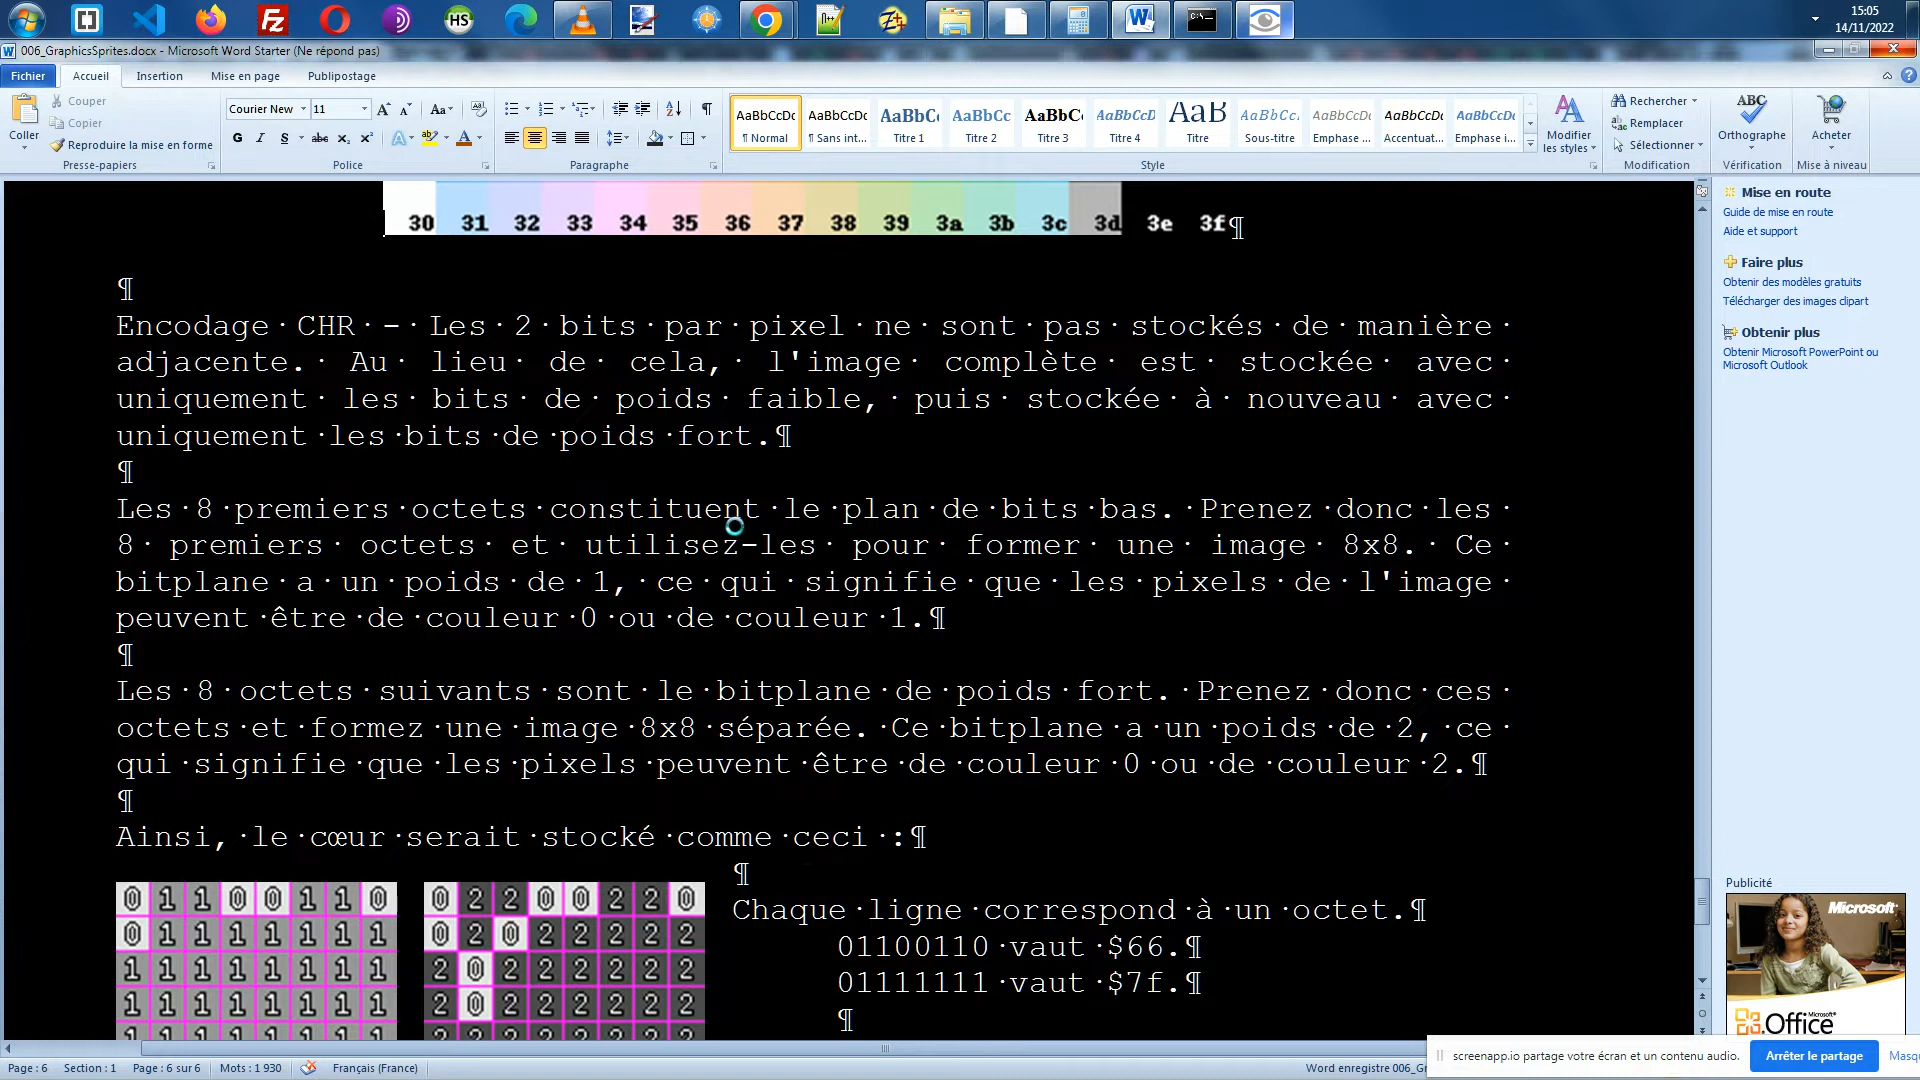 15:05
14/11/2022
006_GraphicsSprites.docx - Microsoft Word Starter (Ne répond pas)
Fichier Accueil Insertion Mise en page Publipostage
Coller
Couper
Copier
Reproduire la mise en forme
Presse-papiers
Courier New 11
Police
Paragraphe
AaBbCcDc AaBbCcDc AaBbC AaBbCc AaBbC AaBbCcD AaB AaBbCcL AaBbCcDc AaBbCcDc AaBbCcDc
¶ Normal ¶ Sans int... Titre 1 Titre 2 Titre 3 Titre 4 Titre Sous-titre Emphase ... Accentuat... Emphase i...
Style
Modifier
les styles
Rechercher
Remplacer
Sélectionner
Modification
Orthographe
Vérification
Acheter
Mise à niveau
30 31 32 33 34 35 36 37 38 39 3a 3b 3c 3d 3e 3f¶
¶
Encodage·CHR·-·Les·2·bits·par·pixel·ne·sont·pas·stockés·de·manière·
adjacente.·Au·lieu·de·cela,·l'image·complète·est·stockée·avec·
uniquement·les·bits·de·poids·faible,·puis·stockée·à·nouveau·avec·
uniquement·les·bits·de·poids·fort.¶
¶
Les·8·premiers·octets·constituent·le·plan·de·bits·bas.·Prenez·donc·les·
8·premiers·octets·et·utilisez-les·pour·former·une·image·8x8.·Ce·
bitplane·a·un·poids·de·1,·ce·qui·signifie·que·les·pixels·de·l'image·
peuvent·être·de·couleur·0·ou·de·couleur·1.¶
¶
Les·8·octets·suivants·sont·le·bitplane·de·poids·fort.·Prenez·donc·ces·
octets·et·formez·une·image·8x8·séparée.·Ce·bitplane·a·un·poids·de·2,·ce·
qui·signifie·que·les·pixels·peuvent·être·de·couleur·0·ou·de·couleur·2.¶
¶
Ainsi,·le·cœur·serait·stocké·comme·ceci·:¶
0 1 1 0 0 1 1 0
0 1 1 1 1 1 1 1
1 1 1 1 1 1 1 1
1 1 1 1 1 1 1 1
0 2 2 0 0 2 2 0
0 2 0 2 2 2 2 2
2 0 2 2 2 2 2 2
2 0 2 2 2 2 2 2
¶
Chaque·ligne·correspond·à·un·octet.¶
01100110·vaut·$66.¶
01111111·vaut·$7f.¶
¶
Mise en route
Guide de mise en route
Aide et support
Faire plus
Obtenir des modèles gratuits
Télécharger des images clipart
Obtenir plus
Obtenir Microsoft PowerPoint ou
Microsoft Outlook
Publicité
Microsoft
Office
screenapp.io partage votre écran et un contenu audio.
Arrêter le partage
Masqu
Page : 6 Section : 1 Page : 6 sur 6 Mots : 1 930 Français (France) Word enregistre 006_Gr